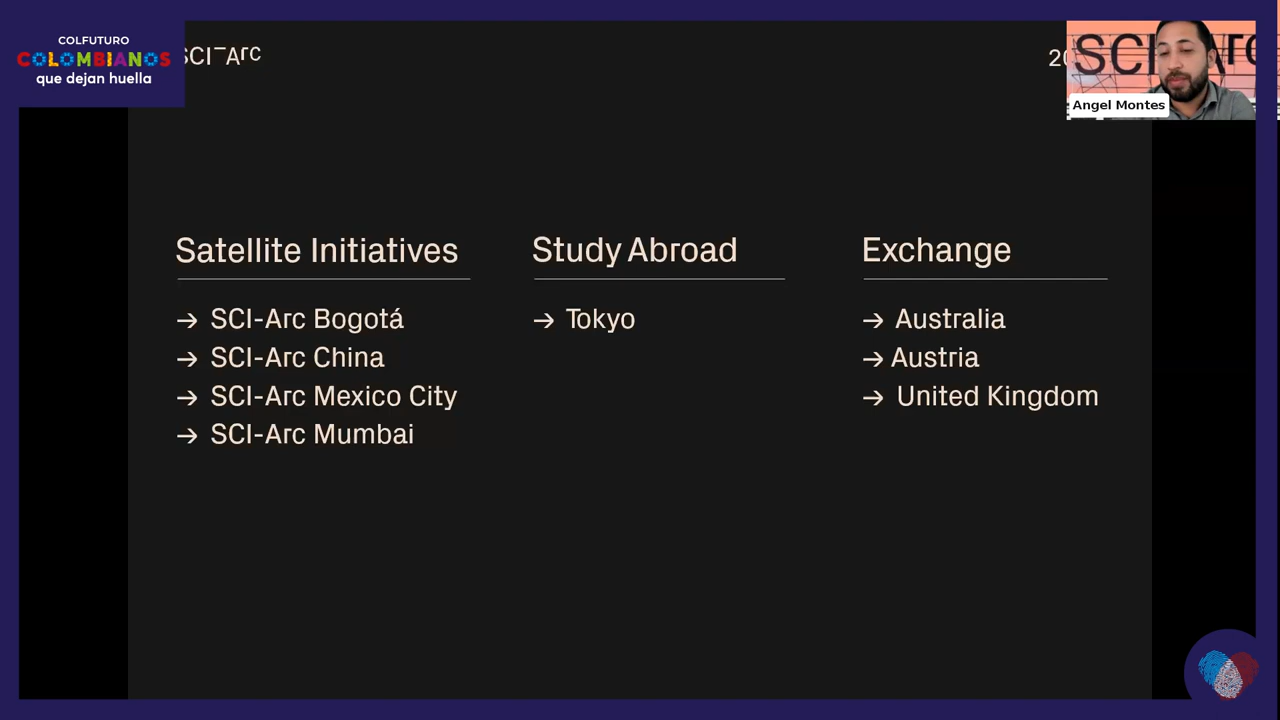 COLFUTURO
COLOMBIANOS
que dejan huella
SCI-Arc
Angel Montes
Satellite Initiatives
→ SCI-Arc Bogotá
→ SCI-Arc China
→ SCI-Arc Mexico City
→ SCI-Arc Mumbai
Study Abroad
→ Tokyo
Exchange
→ Australia
→ Austria
→ United Kingdom